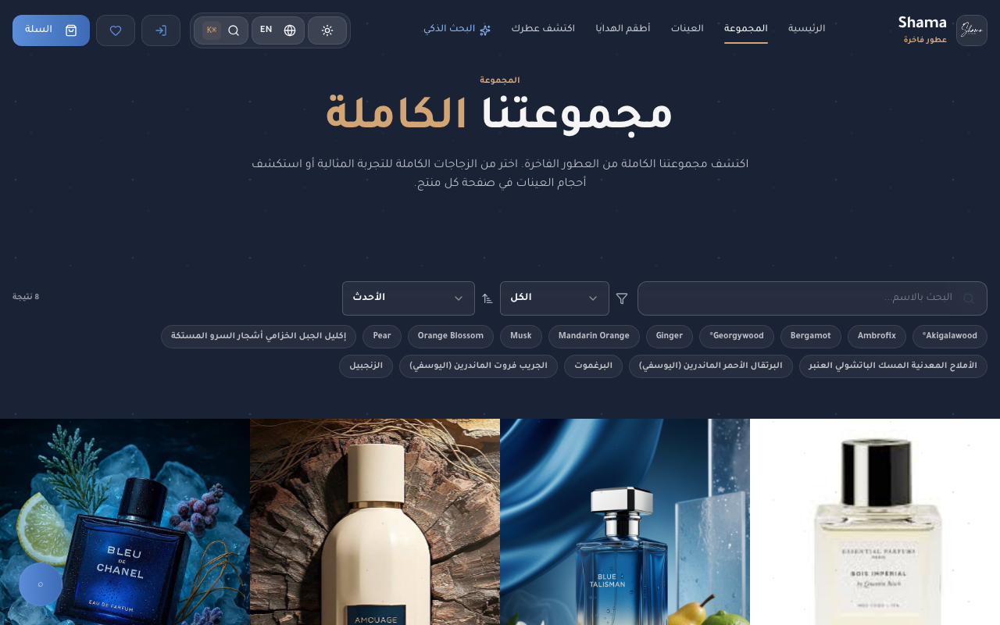 Shama
عطور فاخرة
الرئيسية
المجموعة
العينات
أطقم الهدايا
اكتشف عطرك
البحث الذكي
EN
السلة
المجموعة
مجموعتنا الكاملة
اكتشف مجموعتنا الكاملة من العطور الفاخرة. اختر من الزجاجات الكاملة للتجربة المثالية أو استكشف
أحجام العينات في صفحة كل منتج.
البحث بالاسم...
الكل
الأحدث
8 نتيجة
Akigalawood®
Ambrofix
Bergamot
Georgywood®
Ginger
Mandarin Orange
Musk
Orange Blossom
Pear
إكليل الجبل الخزامي أشجار السرو المستكة
الأملاح المعدنية المسك الباتشولي العنبر
البرتقال الأحمر الماندرين (اليوسفي)
البرغموت
الجريب فروت الماندرين (اليوسفي)
الزنجبيل
ESSENTIAL PARFUMS
PARIS
BOIS IMPÉRIAL
by Quentin Bisch
BLUE
TALISMAN
AMOUAGE
BLEU
DE
CHANEL
EAU DE PARFUM